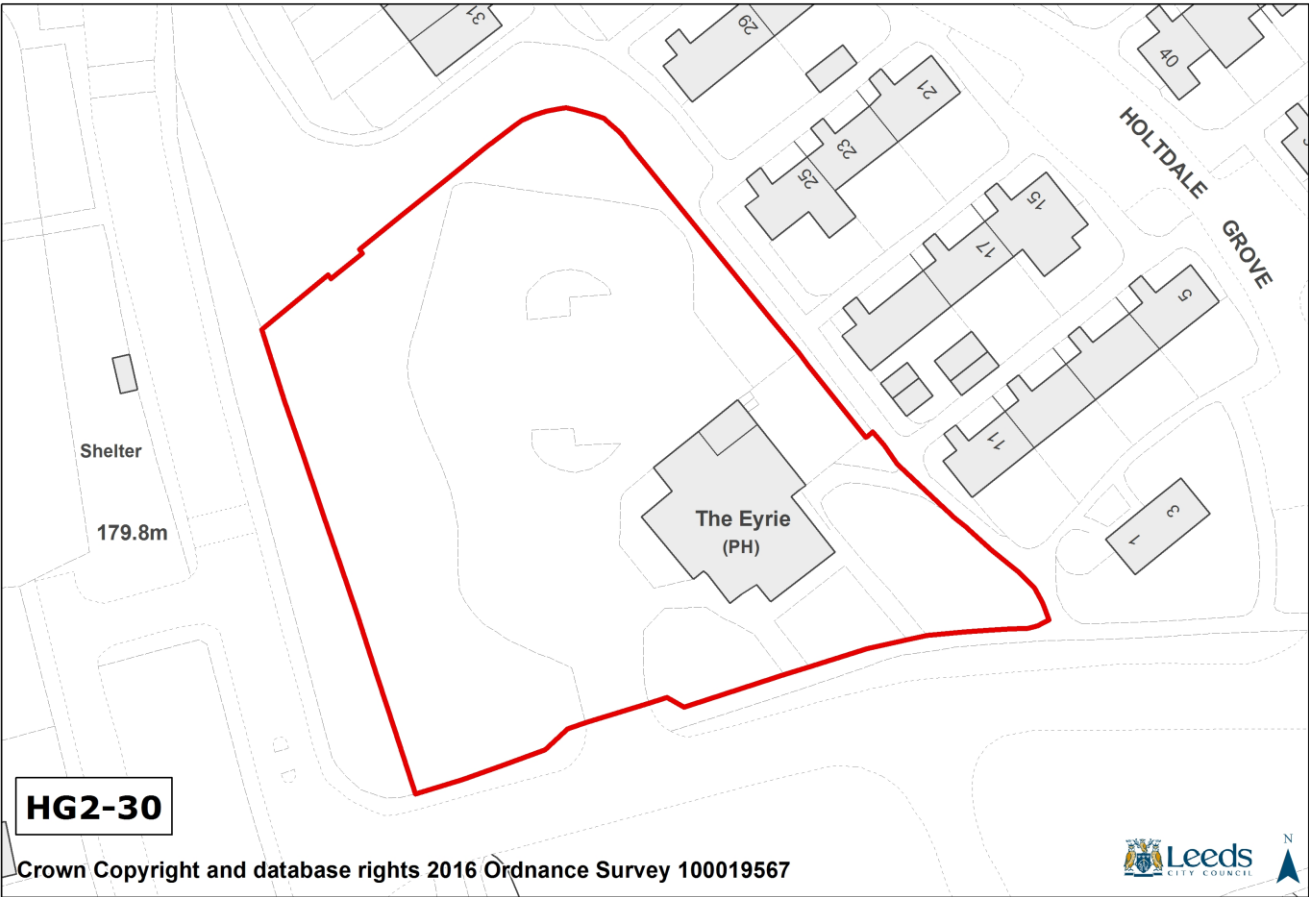 31
29
21
23
25
40
HOLTDALE
GROVE
15
17
5
11
3
1
Shelter
179.8m
The Eyrie
(PH)
HG2-30
Crown Copyright and database rights 2016 Ordnance Survey 100019567
Leeds
CITY COUNCIL
N